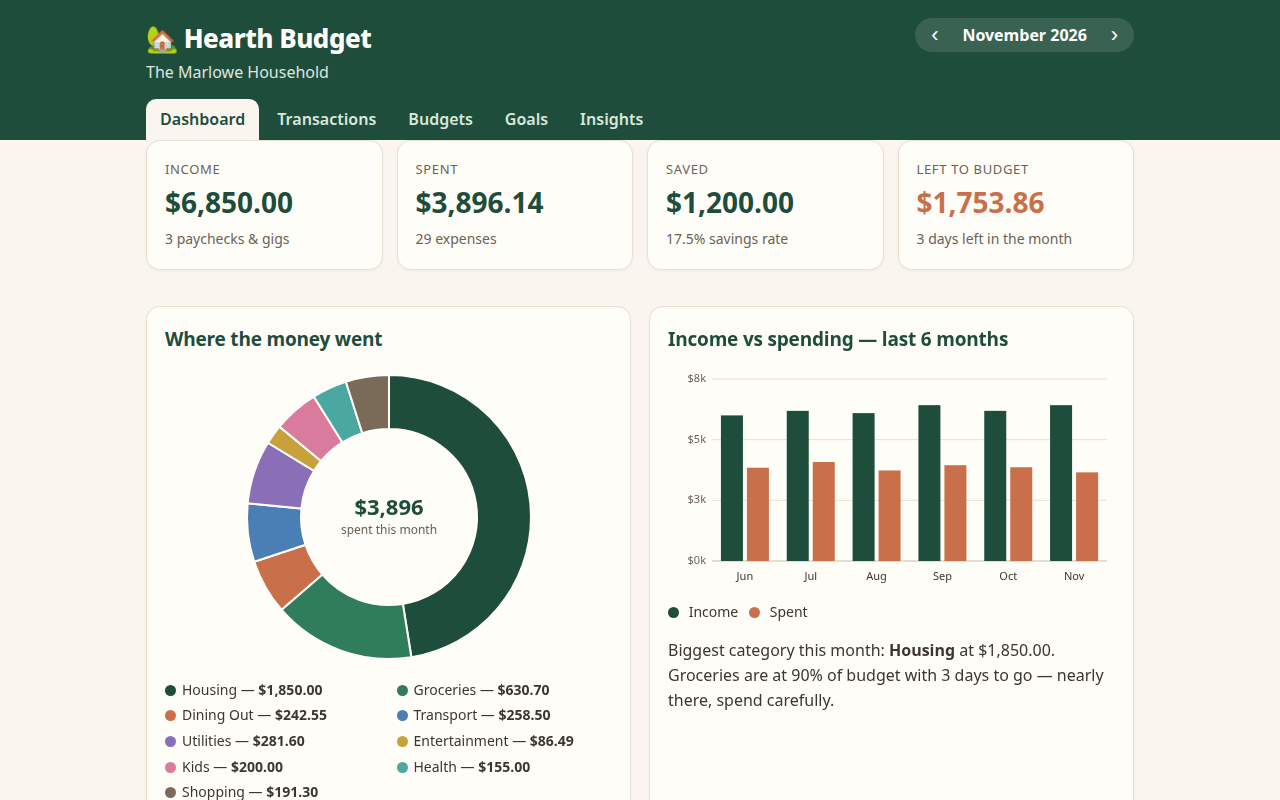 🏡 Hearth Budget
‹ November 2026 ›
The Marlowe Household
Dashboard Transactions Budgets Goals Insights
INCOME
$6,850.00
3 paychecks & gigs
SPENT
$3,896.14
29 expenses
SAVED
$1,200.00
17.5% savings rate
LEFT TO BUDGET
$1,753.86
3 days left in the month
Where the money went
$3,896
spent this month
Housing — $1,850.00
Groceries — $630.70
Dining Out — $242.55
Transport — $258.50
Utilities — $281.60
Entertainment — $86.49
Kids — $200.00
Health — $155.00
Shopping — $191.30
Income vs spending — last 6 months
$8k
$5k
$3k
$0k
Jun Jul Aug Sep Oct Nov
Income Spent
Biggest category this month: Housing at $1,850.00.
Groceries are at 90% of budget with 3 days to go — nearly
there, spend carefully.